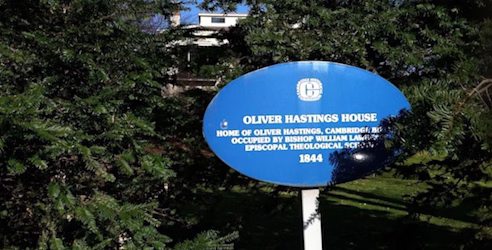 OLIVER HASTINGS HOUSE
HOME OF OLIVER HASTINGS, CAMBRIDGE
OCCUPIED BY BISHOP WILLIAM
EPISCOPAL THEOLOGICAL
1844